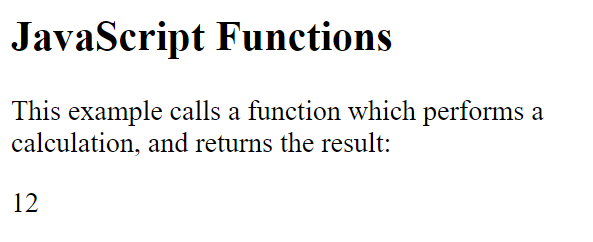 JavaScript Functions
This example calls a function which performs a
calculation, and returns the result:
12